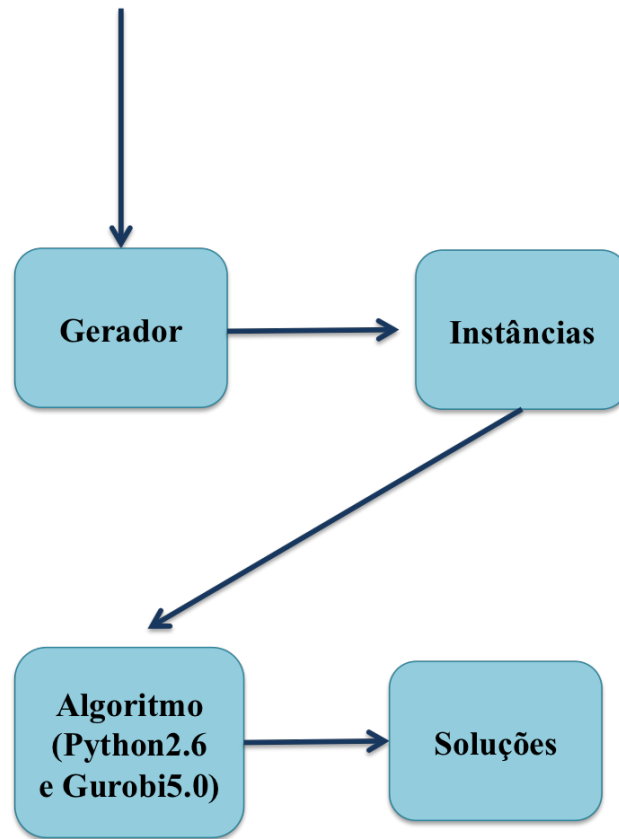 Gerador
Instâncias
Algoritmo
(Python2.6
e Gurobi5.0)
Soluções